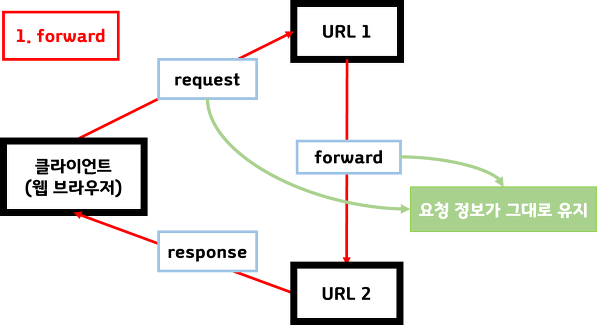 1. forward
URL 1
request
클라이언트
(웹 브라우저)
forward
요청 정보가 그대로 유지
response
URL 2